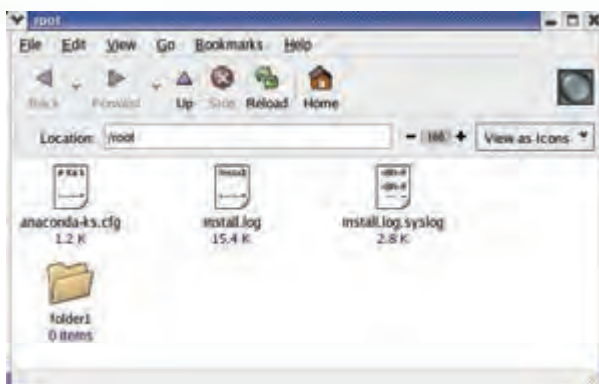 root
File Edit View Go Bookmarks Help
Back Forward Up Stop Reload Home
Location: /root 100 View as Icons
anaconda-ks.cfg install.log install.log.syslog
1.2 K 15.4 K 2.8 K
folder1
0 items